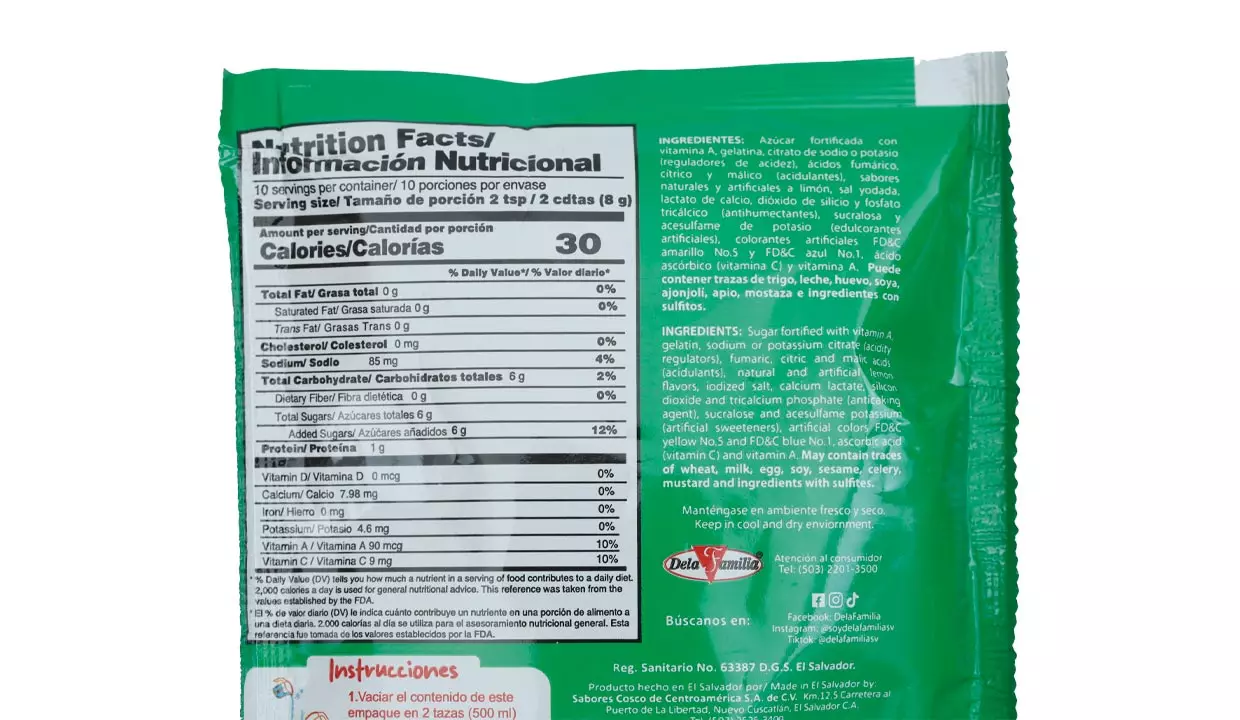 Nutrition Facts/
Información Nutricional
10 servings per container/ 10 porciones por envase
Serving size/ Tamaño de porción 2 tsp / 2 cdtas (8 g)
Amount per serving/Cantidad por porción
Calories/Calorías 30
% Daily Value*/ % Valor diario*
Total Fat/ Grasa total 0 g 0%
Saturated Fat/ Grasa saturada 0 g 0%
Trans Fat/ Grasas Trans 0 g
Cholesterol/ Colesterol 0 mg 0%
Sodium/ Sodio 85 mg 4%
Total Carbohydrate/ Carbohidratos totales 6 g 2%
Dietary Fiber/ Fibra dietética 0 g 0%
Total Sugars/ Azúcares totales 6 g
Added Sugars/ Azúcares añadidos 6 g 12%
Protein/ Proteína 1 g
Vitamin D/ Vitamina D 0 mcg 0%
Calcium/ Calcio 7.98 mg 0%
Iron/ Hierro 0 mg 0%
Potassium/ Potasio 4.6 mg 0%
Vitamin A / Vitamina A 90 mcg 10%
Vitamin C / Vitamina C 9 mg 10%
* % Daily Value (DV) tells you how much a nutrient in a serving of food contributes to a daily diet.
2,000 calories a day is used for general nutritional advice. This reference was taken from the
values established by the FDA.
* El % de valor diario (DV) le indica cuánto contribuye un nutriente en una porción de alimento a
una dieta diaria. 2.000 calorías al día se utiliza para el asesoramiento nutricional general. Esta
referencia fue tomada de los valores establecidos por la FDA.
Instrucciones
1.Vaciar el contenido de este
empaque en 2 tazas (500 ml)
INGREDIENTES: Azúcar fortificada con
vitamina A, gelatina, citrato de sodio o potasio
(reguladores de acidez), ácidos fumárico,
cítrico y málico (acidulantes), sabores
naturales y artificiales a limón, sal yodada,
lactato de calcio, dióxido de silicio y fosfato
tricálcico (antihumectantes), sucralosa y
acesulfame de potasio (edulcorantes
artificiales), colorantes artificiales FD&C
amarillo No.5 y FD&C azul No.1, ácido
ascórbico (vitamina C) y vitamina A. Puede
contener trazas de trigo, leche, huevo, soya,
ajonjolí, apio, mostaza e ingredientes con
sulfitos.
INGREDIENTS: Sugar fortified with vitamin A,
gelatin, sodium or potassium citrate (acidity
regulators), fumaric, citric and malic acids
(acidulants), natural and artificial lemon
flavors, iodized salt, calcium lactate, silicon
dioxide and tricalcium phosphate (anticaking
agent), sucralose and acesulfame potassium
(artificial sweeteners), artificial colors FD&C
yellow No.5 and FD&C blue No.1, ascorbic acid
(vitamin C) and vitamin A. May contain traces
of wheat, milk, egg, soy, sesame, celery,
mustard and ingredients with sulfites.
Manténgase en ambiente fresco y seco.
Keep in cool and dry enviornment.
Dela Familia
Atención al consumidor
Tel: (503) 2201-3500
Búscanos en:
Facebook: DelaFamilia
Instagram: @soydelafamiliasv
Tiktok: @delafamiliasv
Reg. Sanitario No. 63387 D.G.S. El Salvador.
Producto hecho en El Salvador por/ Made in El Salvador by:
Sabores Cosco de Centroamérica S.A. de C.V. Km.12.5 Carretera al
Puerto de La Libertad, Nuevo Cuscatlán, El Salvador C.A.